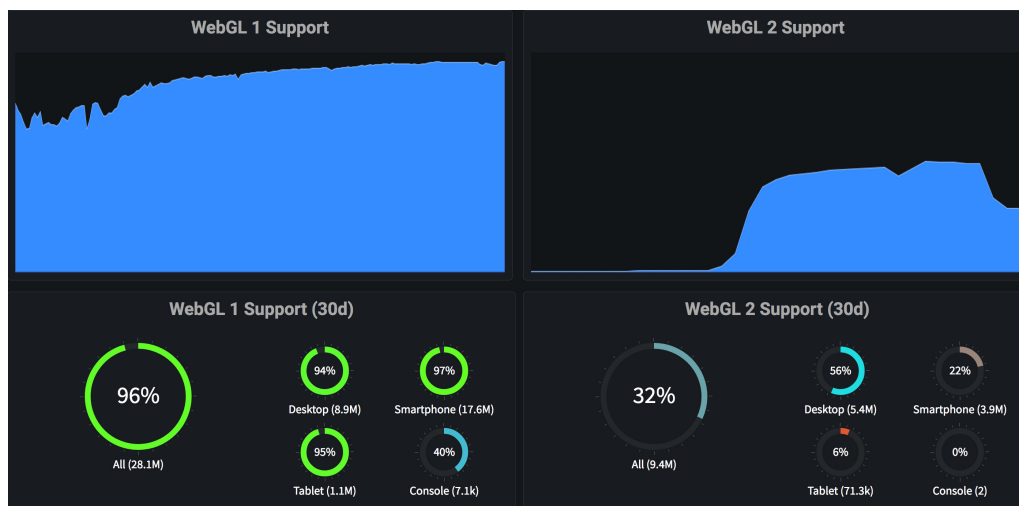 WebGL 1 Support
WebGL 2 Support
WebGL 1 Support (30d)
96%
All (28.1M)
94%
Desktop (8.9M)
97%
Smartphone (17.6M)
95%
Tablet (1.1M)
40%
Console (7.1k)
WebGL 2 Support (30d)
32%
All (9.4M)
56%
Desktop (5.4M)
22%
Smartphone (3.9M)
6%
Tablet (71.3k)
0%
Console (2)